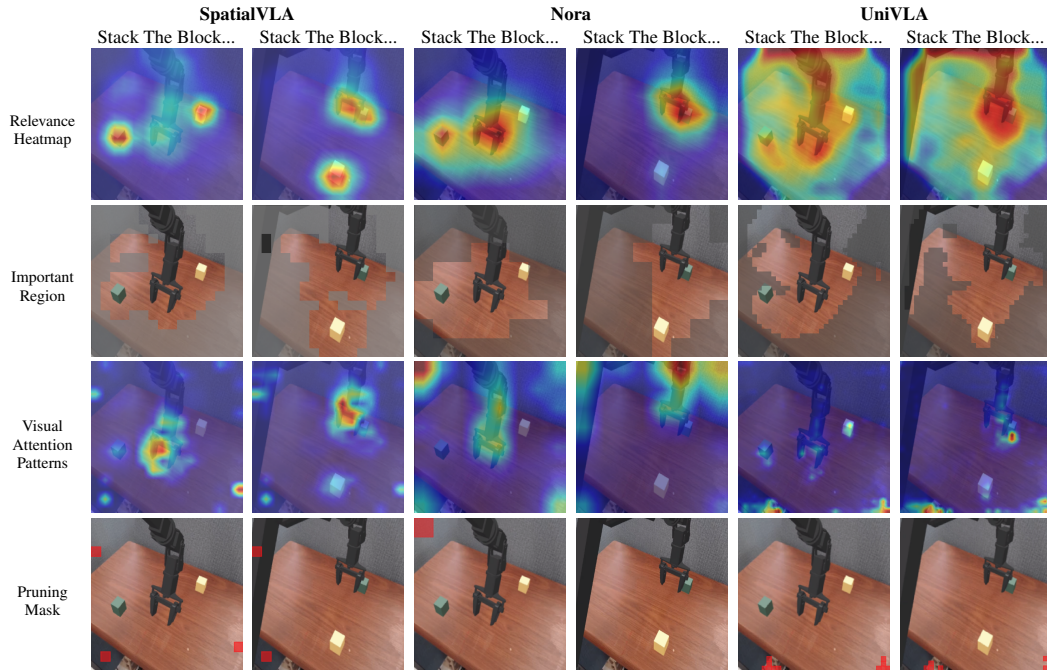 SpatialVLA Nora UniVLA
Stack The Block... Stack The Block... Stack The Block... Stack The Block... Stack The Block... Stack The Block...
Relevance
Heatmap
Important
Region
Visual
Attention
Patterns
Pruning
Mask